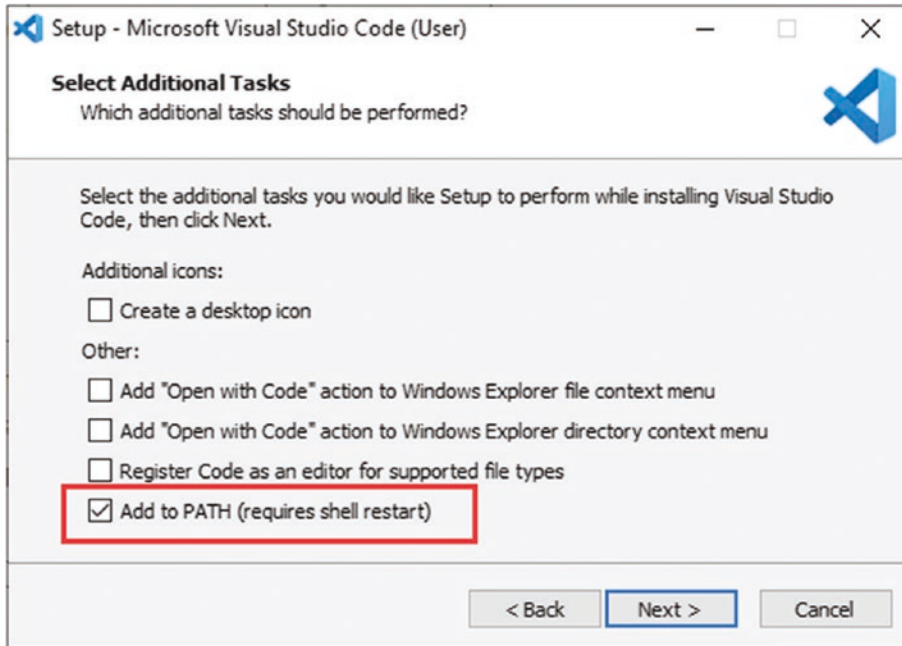 Setup - Microsoft Visual Studio Code (User)
Select Additional Tasks
Which additional tasks should be performed?
Select the additional tasks you would like Setup to perform while installing Visual Studio
Code, then click Next.
Additional icons:
Create a desktop icon
Other:
Add "Open with Code" action to Windows Explorer file context menu
Add "Open with Code" action to Windows Explorer directory context menu
Register Code as an editor for supported file types
Add to PATH (requires shell restart)
< Back Next > Cancel